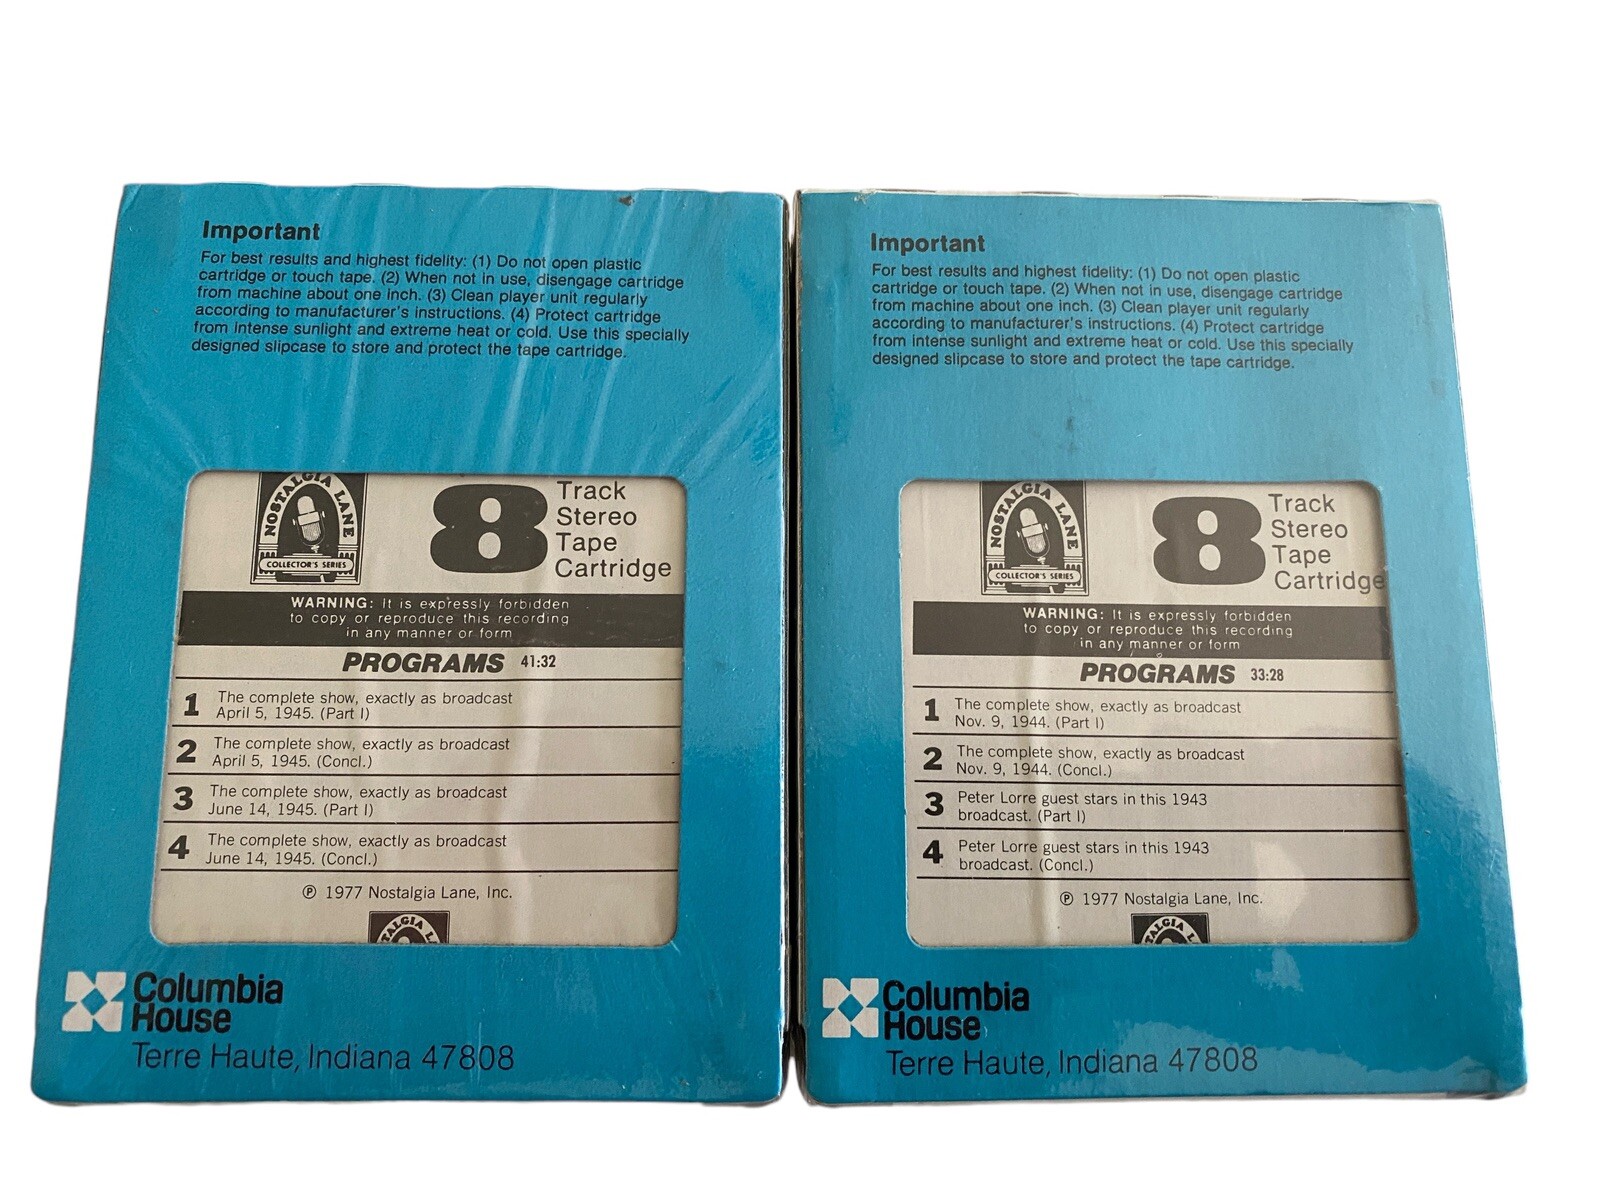 Important
For best results and highest fidelity: (1) Do not open plastic
cartridge or touch tape. (2) When not in use, disengage cartridge
from machine about one inch. (3) Clean player unit regularly
according to manufacturer's instructions. (4) Protect cartridge
from intense sunlight and extreme heat or cold. Use this specially
designed slipcase to store and protect the tape cartridge.
NOSTALGIA LANE
COLLECTOR'S SERIES
8
Track
Stereo
Tape
Cartridge
WARNING: It is expressly forbidden
to copy or reproduce this recording
in any manner or form
PROGRAMS 41:32
1 The complete show, exactly as broadcast
April 5, 1945. (Part I)
2 The complete show, exactly as broadcast
April 5, 1945. (Concl.)
3 The complete show, exactly as broadcast
June 14, 1945. (Part I)
4 The complete show, exactly as broadcast
June 14, 1945. (Concl.)
℗ 1977 Nostalgia Lane, Inc.
TALGIA L
Columbia
House
Terre Haute, Indiana 47808
Important
For best results and highest fidelity: (1) Do not open plastic
cartridge or touch tape. (2) When not in use, disengage cartridge
from machine about one inch. (3) Clean player unit regularly
according to manufacturer's instructions. (4) Protect cartridge
from intense sunlight and extreme heat or cold. Use this specially
designed slipcase to store and protect the tape cartridge.
NOSTALGIA LANE
COLLECTOR'S SERIES
8
Track
Stereo
Tape
Cartridge
WARNING: It is expressly forbidden
to copy or reproduce this recording
in any manner or form
PROGRAMS 33:28
1 The complete show, exactly as broadcast
Nov. 9, 1944. (Part I)
2 The complete show, exactly as broadcast
Nov. 9, 1944. (Concl.)
3 Peter Lorre guest stars in this 1943
broadcast. (Part I)
4 Peter Lorre guest stars in this 1943
broadcast. (Concl.)
℗ 1977 Nostalgia Lane, Inc.
TALGIA L
Columbia
House
Terre Haute, Indiana 47808